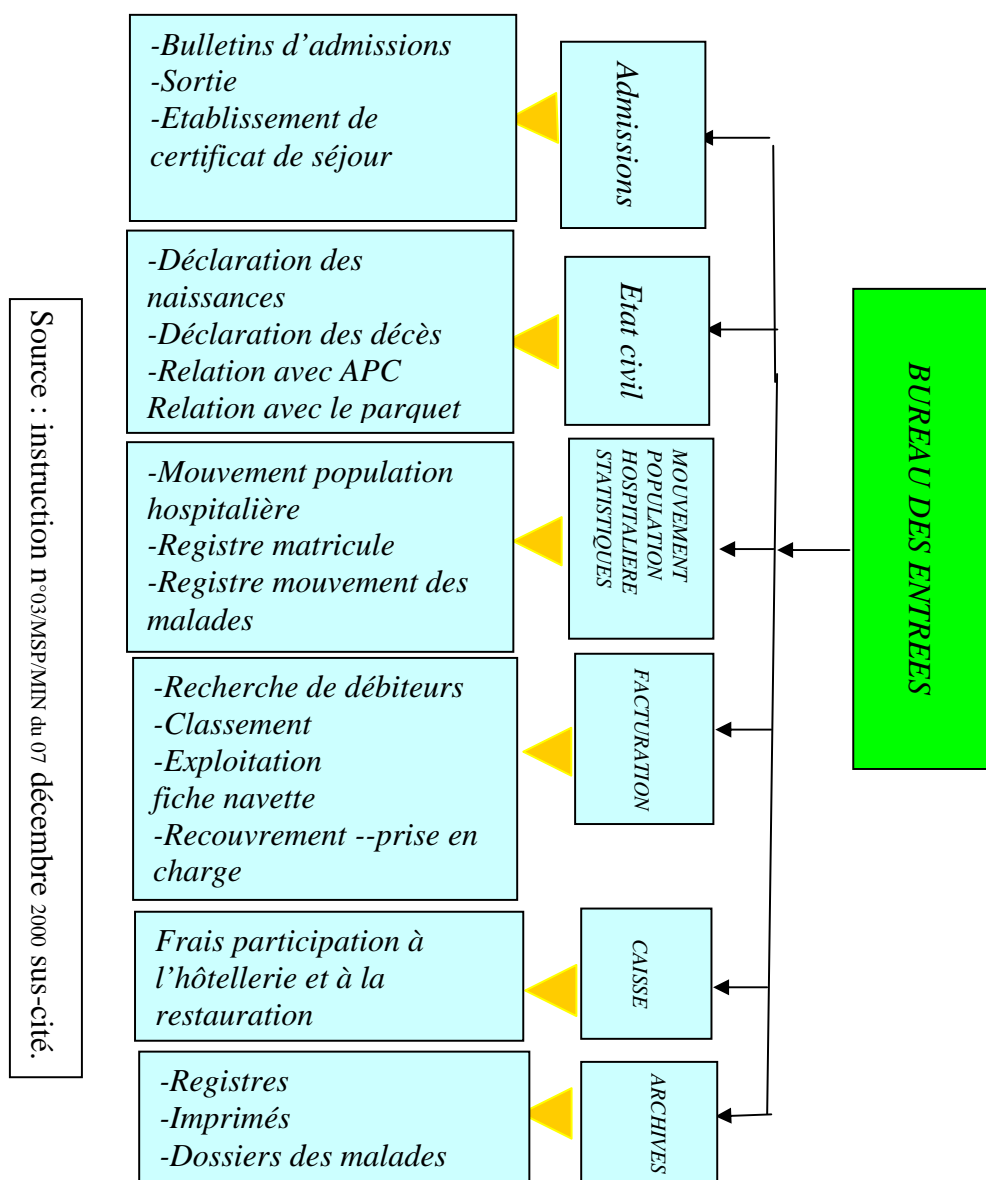 BUREAU DES ENTREES
Admissions
-Bulletins d’admissions
-Sortie
-Etablissement de
certificat de séjour
Etat civil
-Déclaration des
naissances
-Déclaration des décès
-Relation avec APC
Relation avec le parquet
MOUVEMENT
POPULATION
HOSPITALIERE
STATISTIQUES
-Mouvement population
hospitalière
-Registre matricule
-Registre mouvement des
malades
FACTURATION
-Recherche de débiteurs
-Classement
-Exploitation
fiche navette
-Recouvrement --prise en
charge
CAISSE
Frais participation à
l’hôtellerie et à la
restauration
ARCHIVES
-Registres
-Imprimés
-Dossiers des malades
Source : instruction n°03/MSP/MIN du 07 décembre 2000 sus-cité.